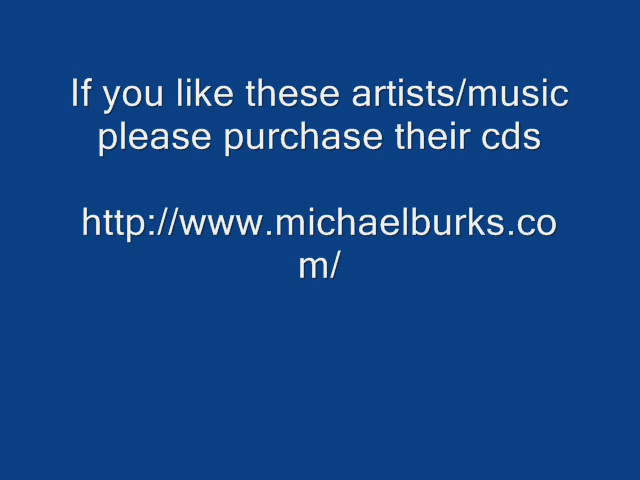 If you like these artists/music
please purchase their cds
http://www.michaelburks.co
m/